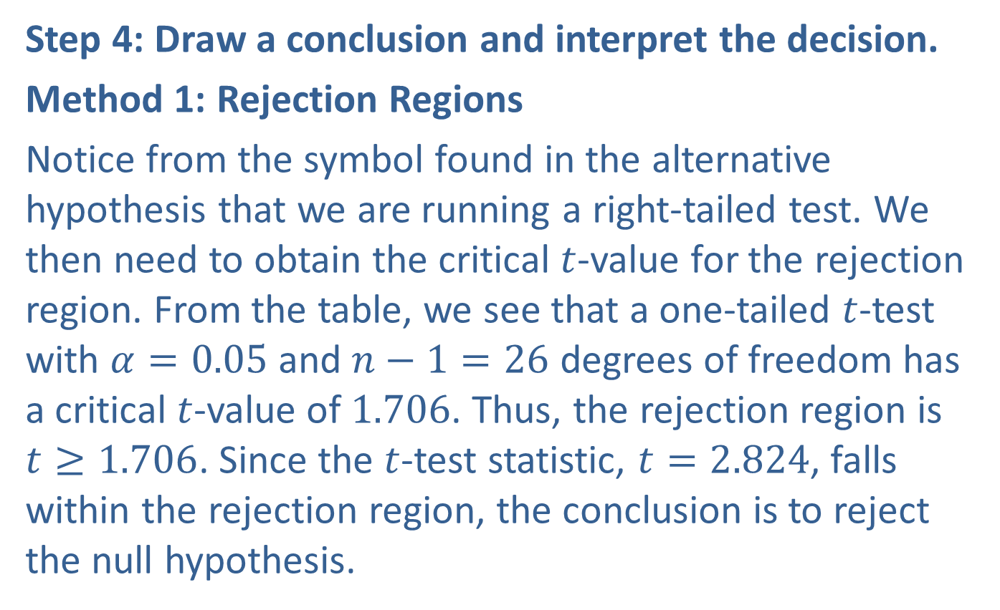 Step 4: Draw a conclusion and interpret the decision.
Method 1: Rejection Regions
Notice from the symbol found in the alternative
hypothesis that we are running a right-tailed test. We
then need to obtain the critical t-value for the rejection
region. From the table, we see that a one-tailed t-test
with α = 0.05 and n − 1 = 26 degrees of freedom has
a critical t-value of 1.706. Thus, the rejection region is
t ≥ 1.706. Since the t-test statistic, t = 2.824, falls
within the rejection region, the conclusion is to reject
the null hypothesis.